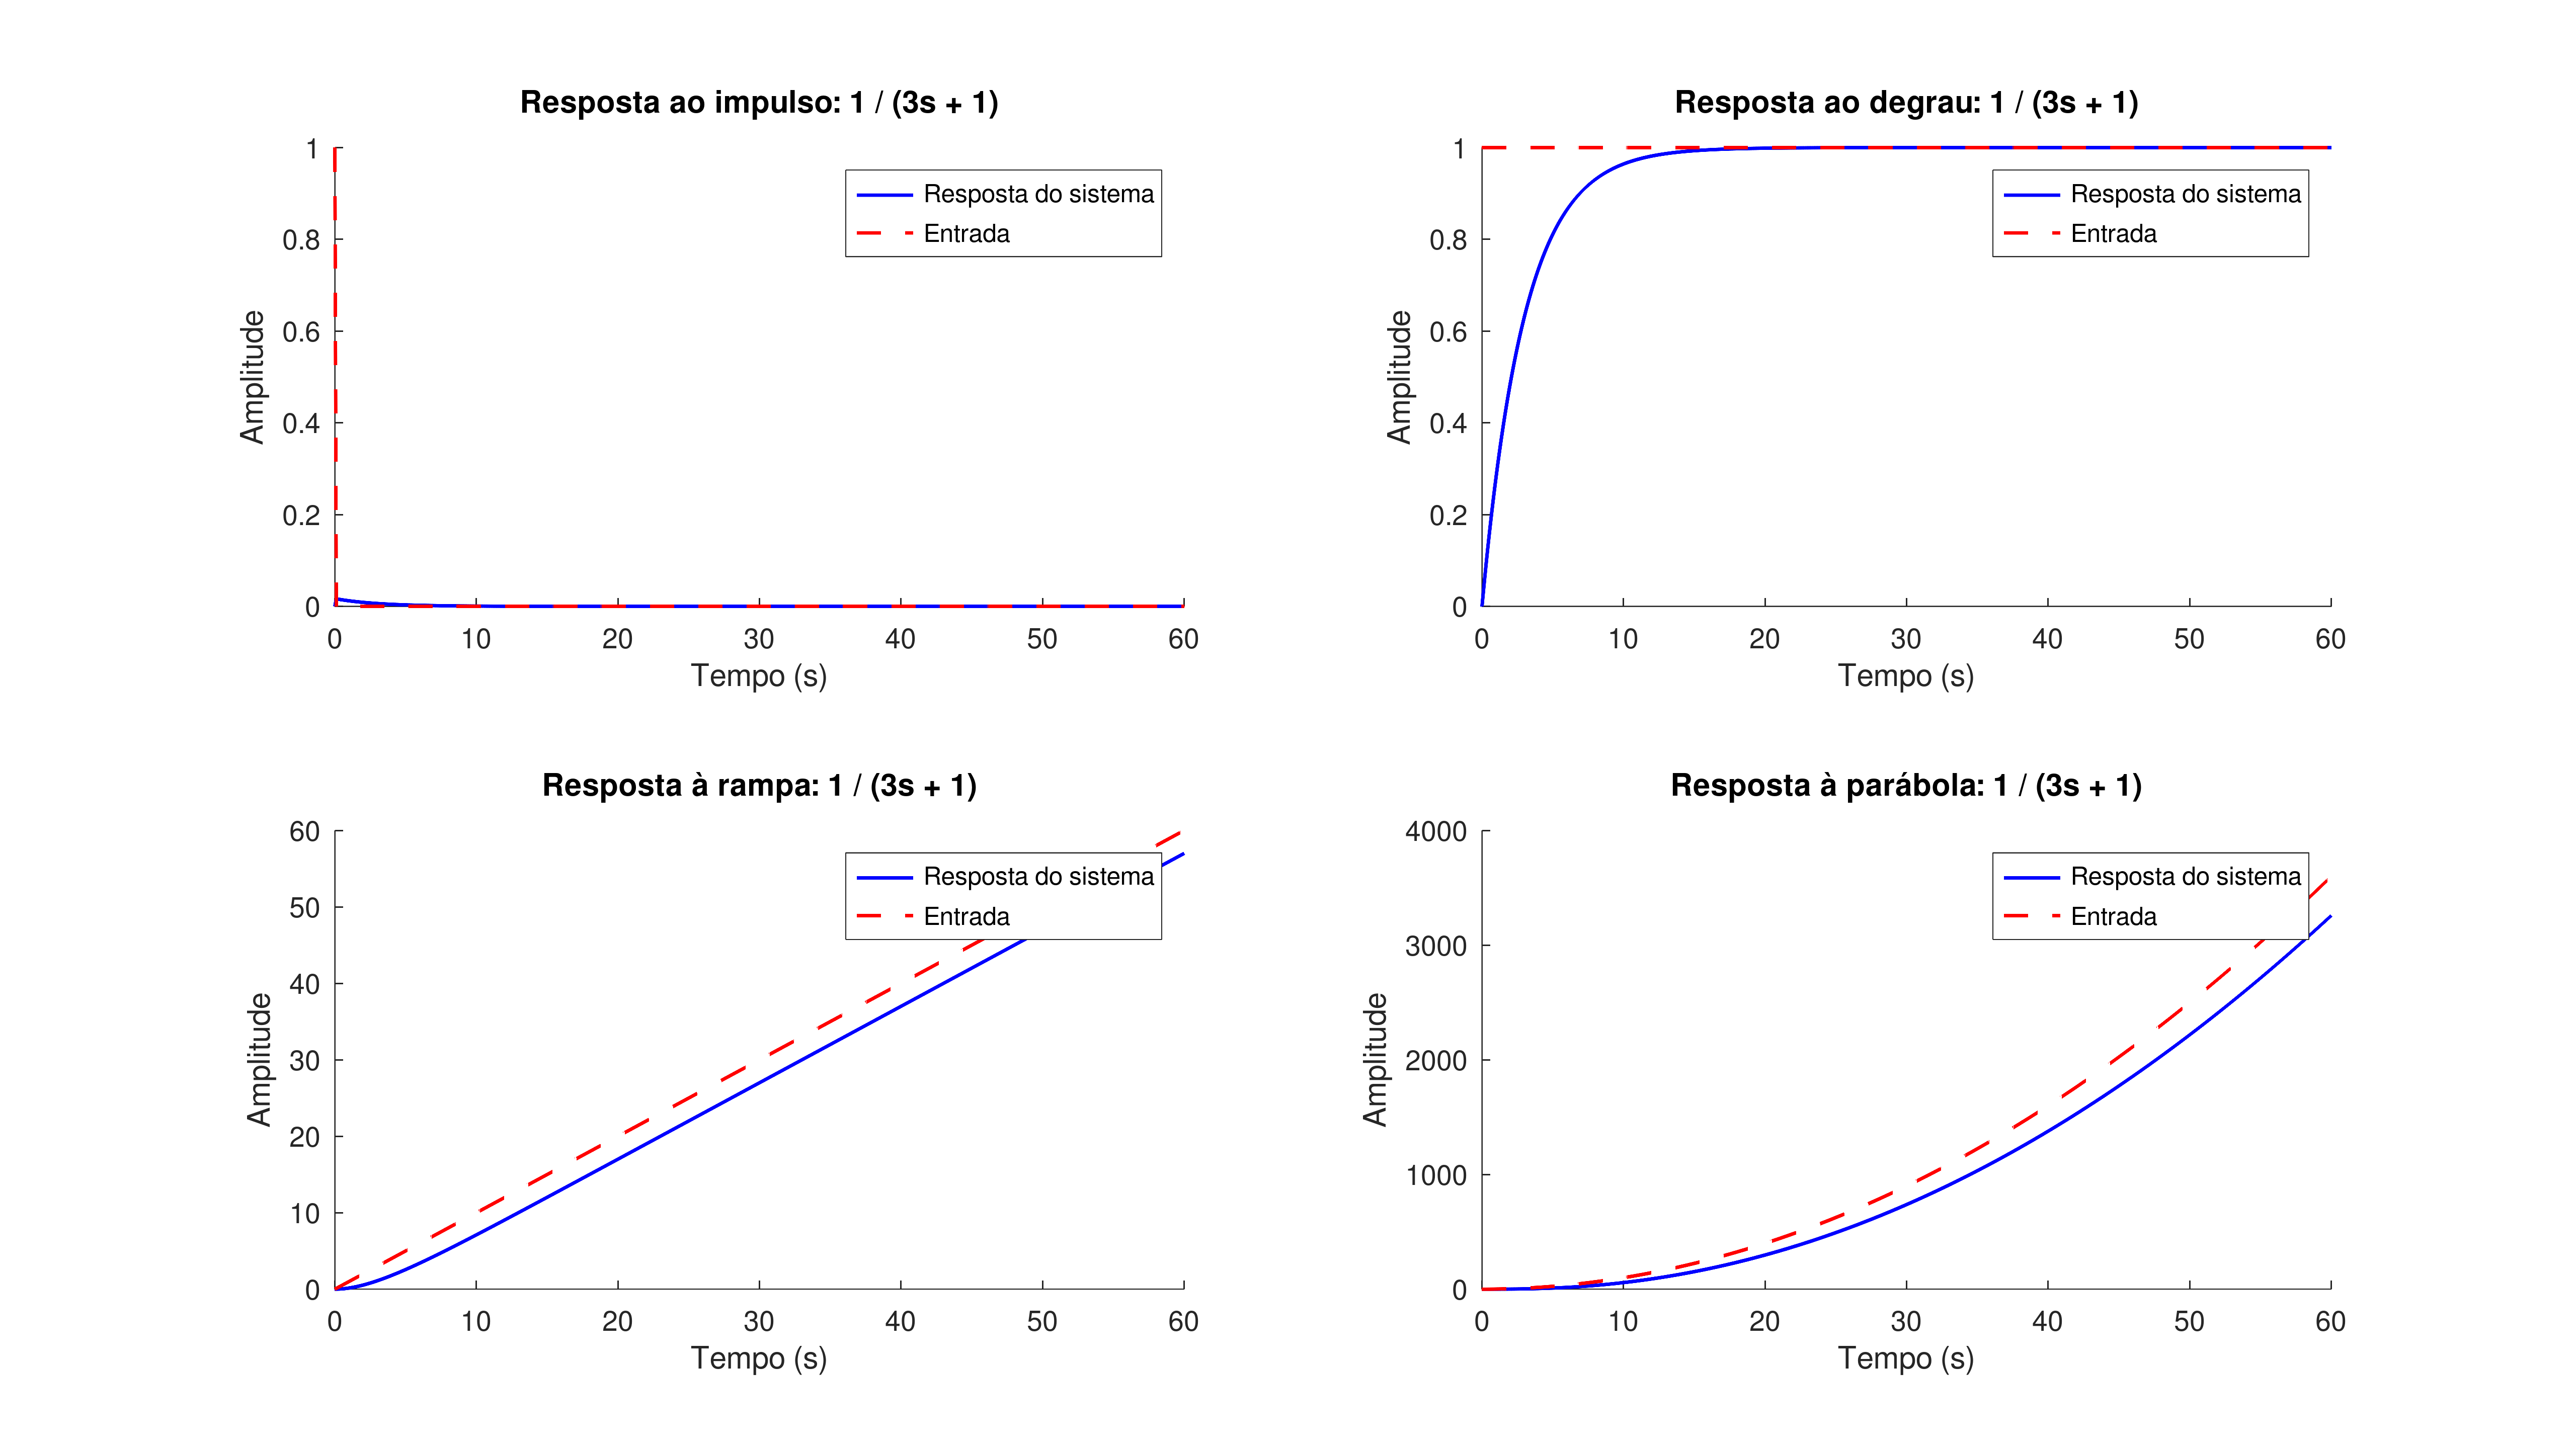 Resposta ao impulso: 1 / (3s + 1)
1
0.8
0.6
0.4
0.2
0
Amplitude
Resposta do sistema
Entrada
0 10 20 30 40 50 60
Tempo (s)
Resposta ao degrau: 1 / (3s + 1)
1
0.8
0.6
0.4
0.2
0
Amplitude
Resposta do sistema
Entrada
0 10 20 30 40 50 60
Tempo (s)
Resposta à rampa: 1 / (3s + 1)
60
50
40
30
20
10
0
Amplitude
Resposta do sistema
Entrada
0 10 20 30 40 50 60
Tempo (s)
Resposta à parábola: 1 / (3s + 1)
4000
3000
2000
1000
0
Amplitude
Resposta do sistema
Entrada
0 10 20 30 40 50 60
Tempo (s)